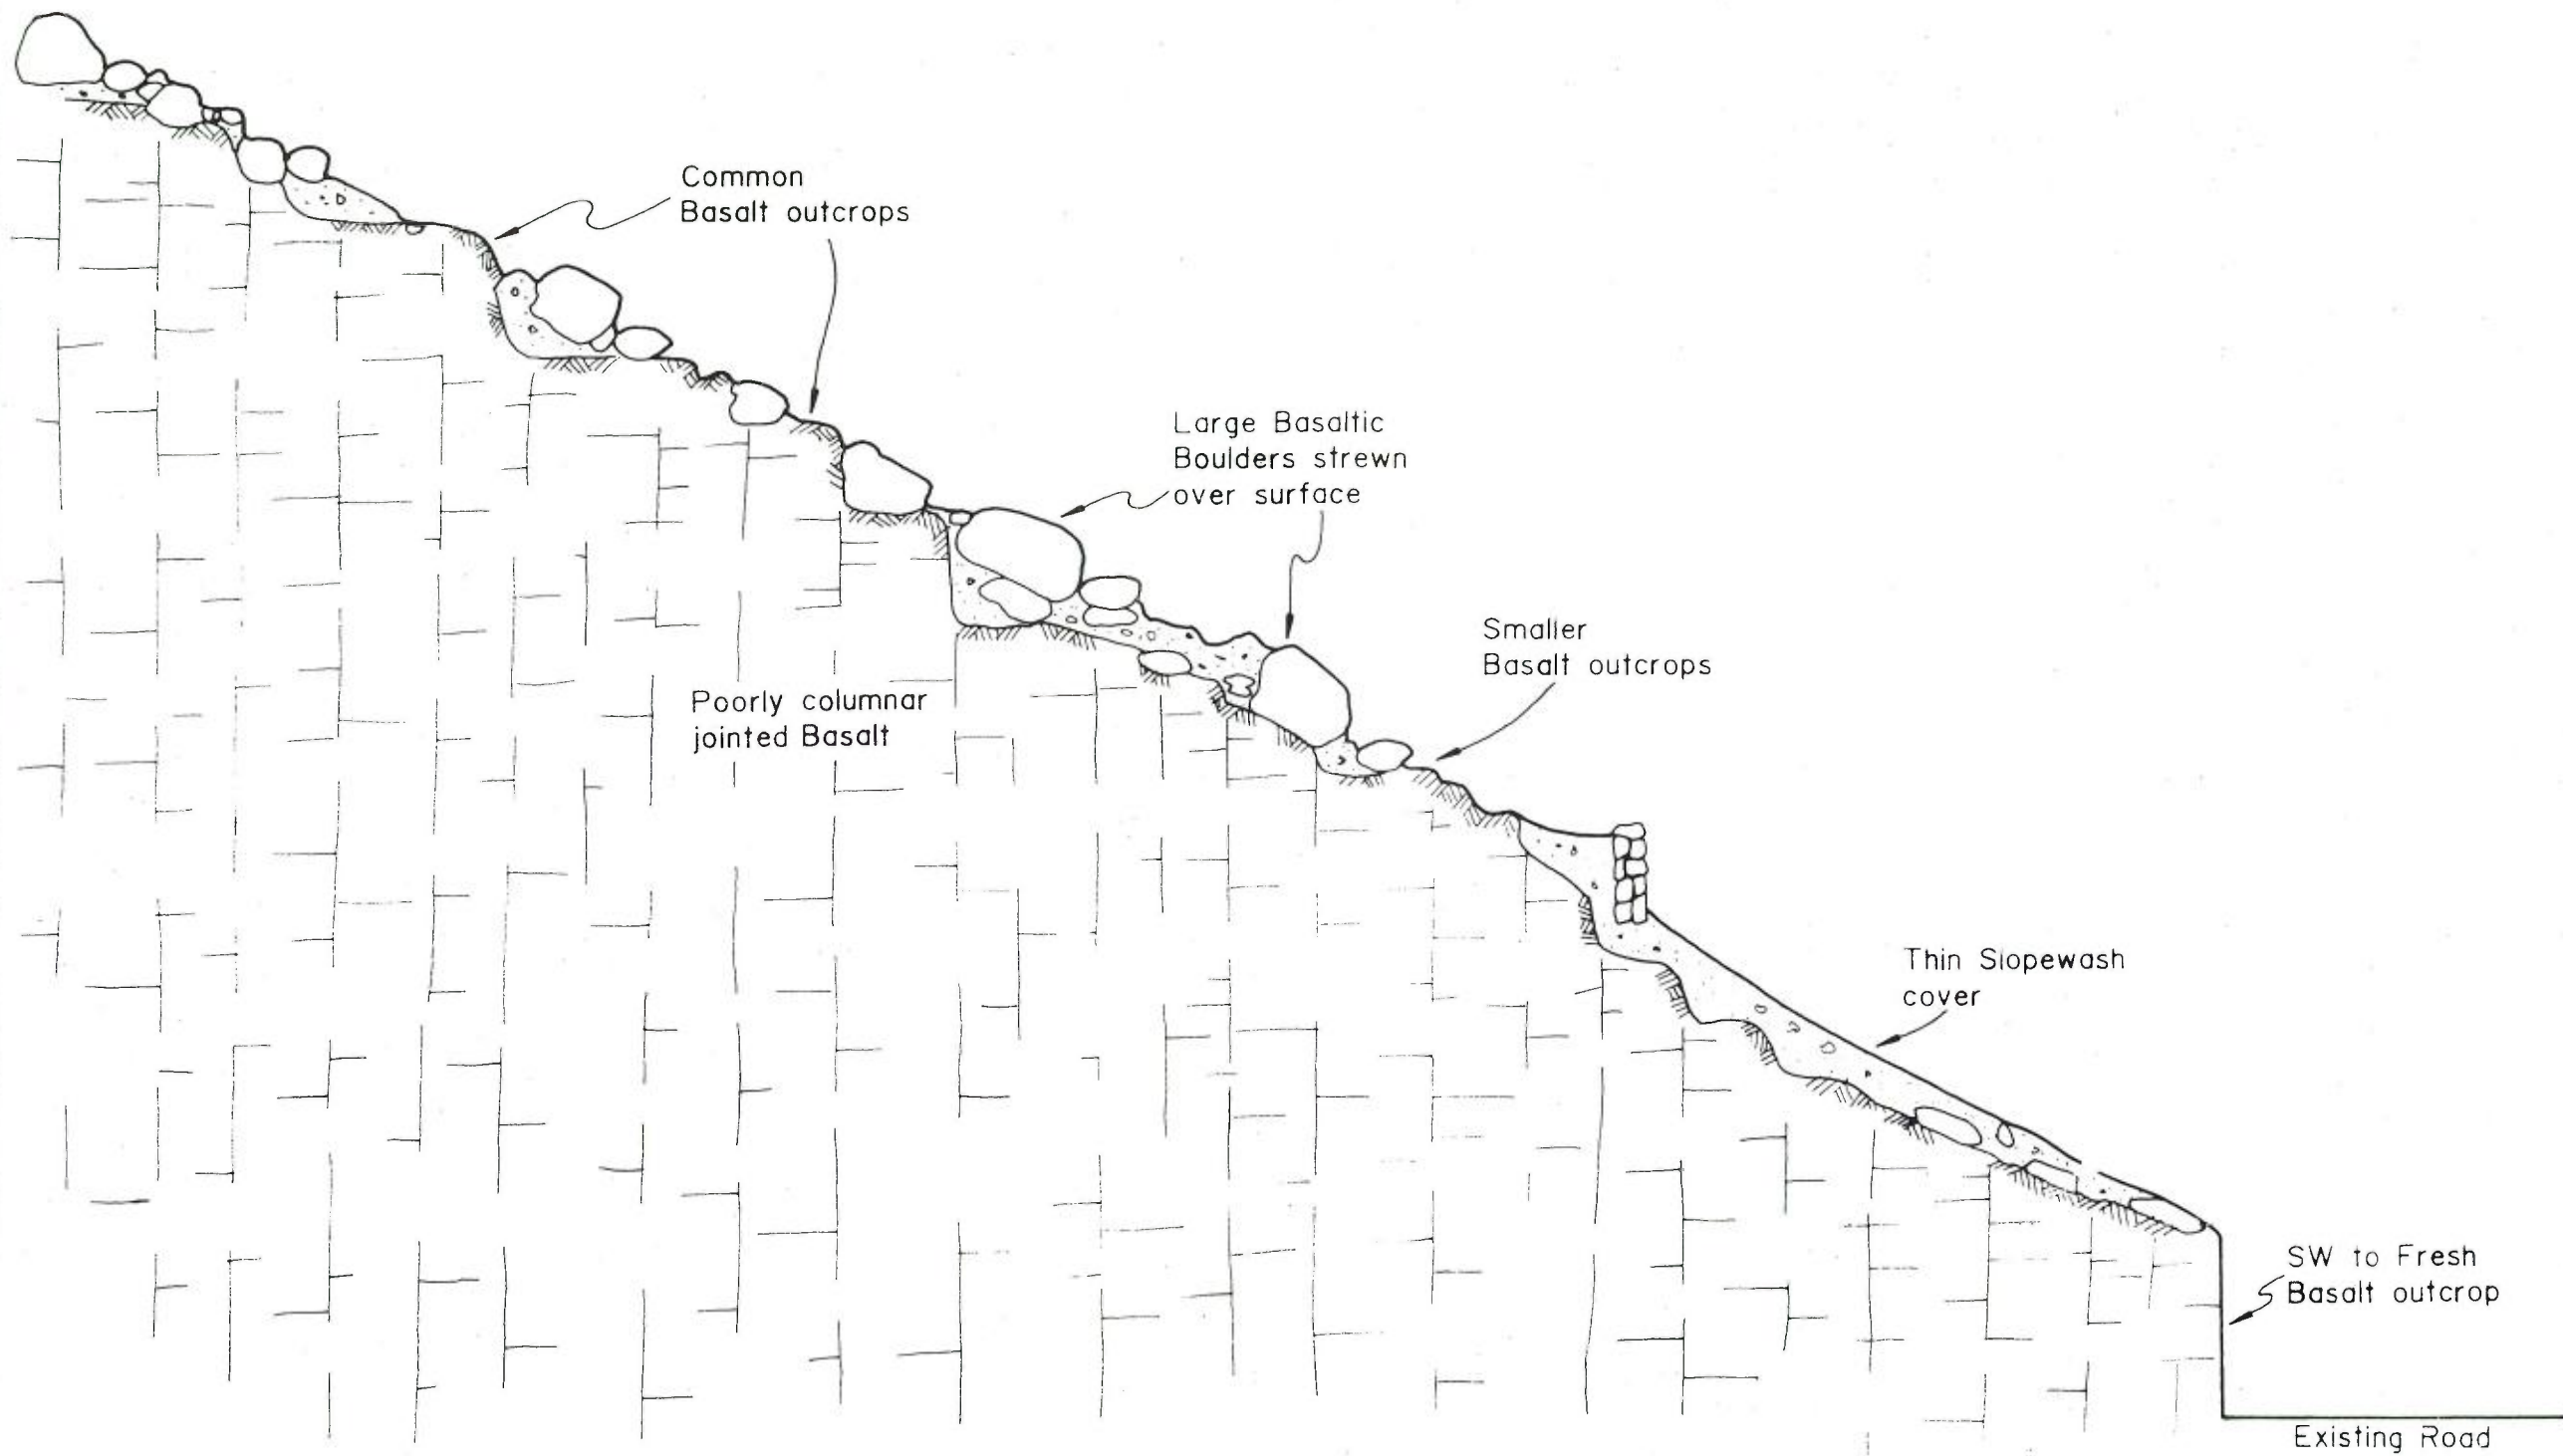 Common
Basalt outcrops
Large Basaltic
Boulders strewn
over surface
Smaller
Basalt outcrops
Poorly columnar
jointed Basalt
Thin Slopewash
cover
SW to Fresh
Basalt outcrop
Existing Road